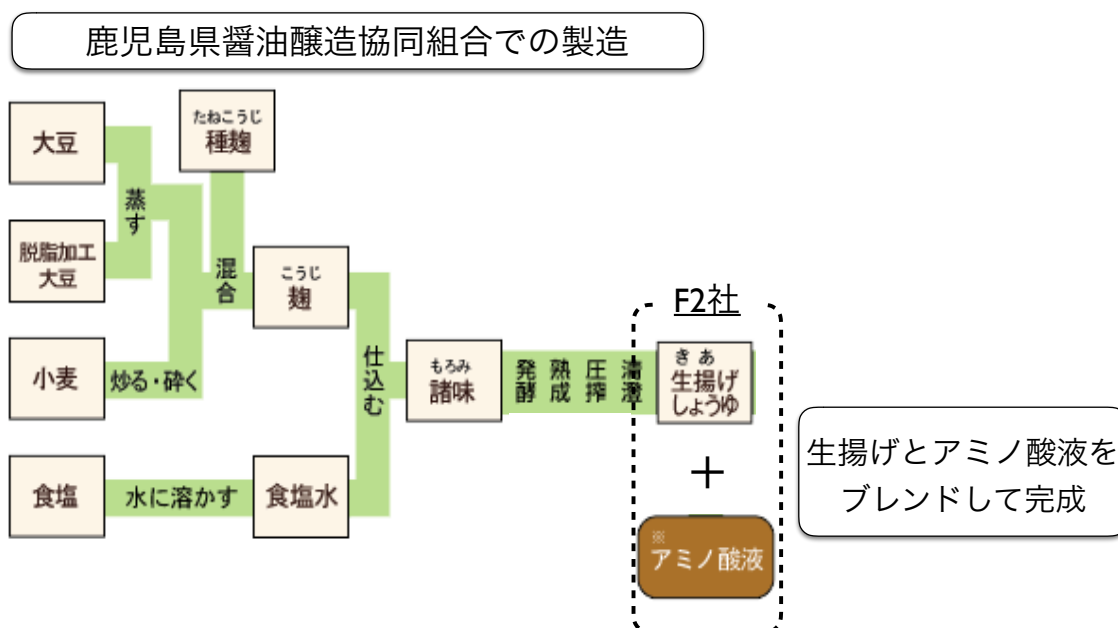 鹿児島県醤油醸造協同組合での製造
大豆
たねこうじ
種麹
蒸す
脱脂加工
大豆
混合
こうじ
麹
F2社
小麦
炒る・砕く
仕込む
もろみ
諸味
発酵
熟成
圧搾
清澄
きあ
生揚げ
しょうゆ
生揚げとアミノ酸液を
ブレンドして完成
+
食塩
水に溶かす
食塩水
※
アミノ酸液